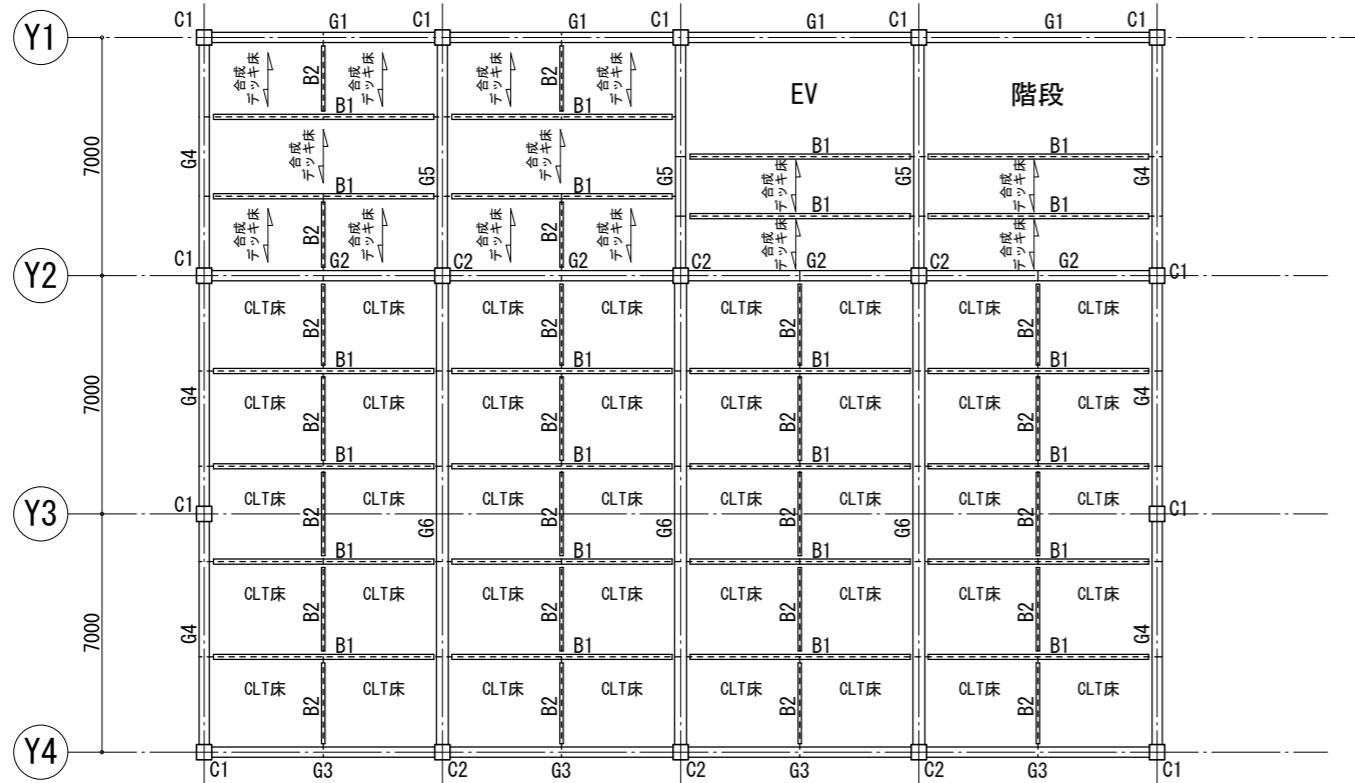 C1 G1 C1 G1 C1 G1 G1 C1
Y1
合成デッキ床 B2 合成デッキ床 合成デッキ床 B2 合成デッキ床 EV 階段
B1 B1
7000 G4 合成デッキ床 G5 合成デッキ床 G5 B1 G5 B1 G4
合成デッキ床 合成デッキ床
B1 B1 B1 B1
合成デッキ床 B2 合成デッキ床 合成デッキ床 B2 合成デッキ床 合成デッキ床 合成デッキ床
C1 G2 C2 G2 C2 G2 C2 G2 C1
Y2
CLT床 B2 CLT床 CLT床 B2 CLT床 CLT床 B2 CLT床 CLT床 B2 CLT床
B1 B1 B1 B1
7000 G4 G4
CLT床 B2 CLT床 CLT床 B2 CLT床 CLT床 B2 CLT床 CLT床 B2 CLT床
B1 B1 B1 B1
C1 CLT床 B2 CLT床 CLT床 B2 CLT床 CLT床 B2 CLT床 CLT床 B2 CLT床 C1
Y3
G6 G6 G6
B1 B1 B1 B1
CLT床 B2 CLT床 CLT床 B2 CLT床 CLT床 B2 CLT床 CLT床 B2 CLT床
7000 G4 G4
B1 B1 B1 B1
CLT床 B2 CLT床 CLT床 B2 CLT床 CLT床 B2 CLT床 CLT床 B2 CLT床
Y4
C1 G3 C2 G3 C2 G3 C2 G3 C1